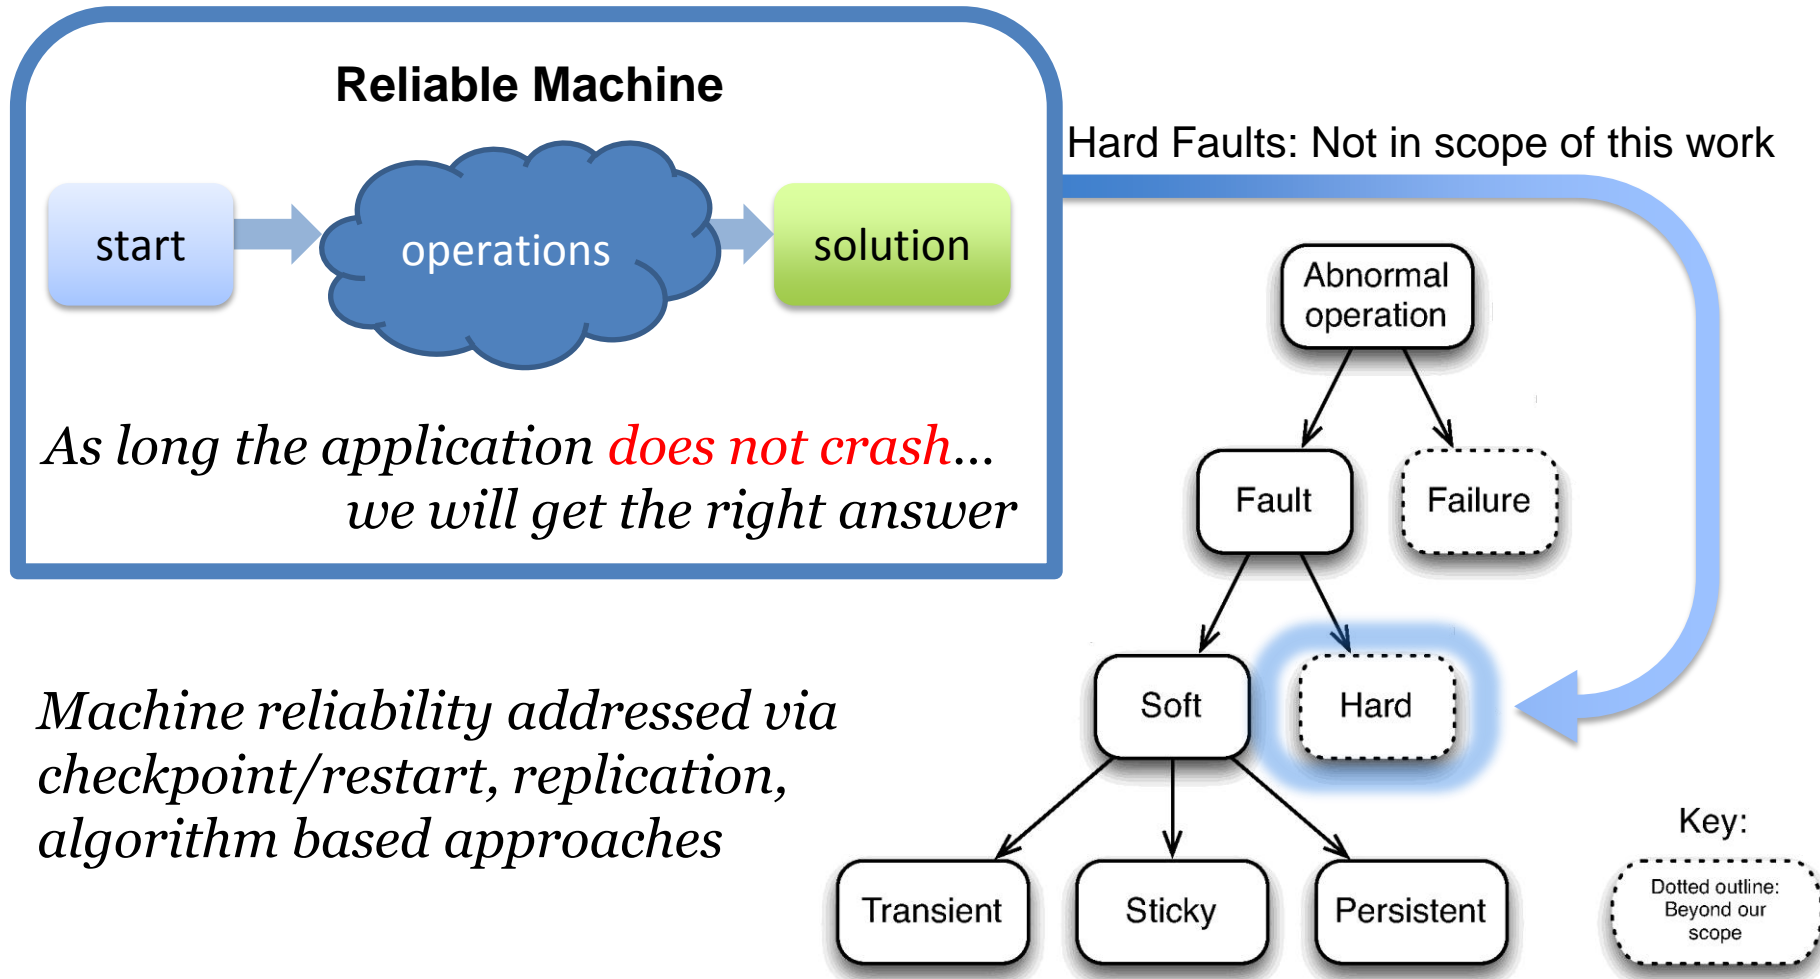 Reliable Machine
start
operations
solution
As long the application does not crash...
we will get the right answer
Hard Faults: Not in scope of this work
Abnormal
operation
Fault
Failure
Soft
Hard
Transient
Sticky
Persistent
Machine reliability addressed via
checkpoint/restart, replication,
algorithm based approaches
Key:
Dotted outline:
Beyond our
scope